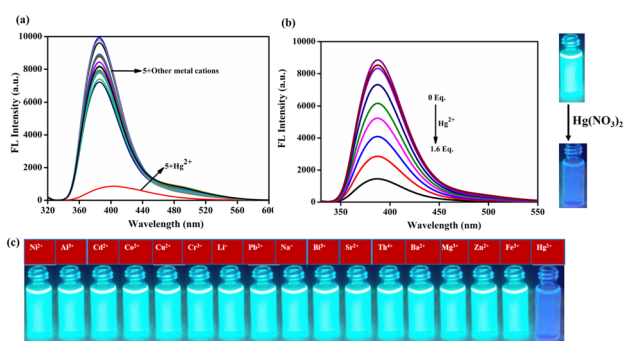 (a)
10000
8000
6000
4000
2000
0
FL Intensity (a.u.)
5+Other metal cations
5+Hg²⁺
320 360 400 440 480 520 560 600
Wavelength (nm)
(b)
10000
8000
6000
4000
2000
0
FL Intensity (a.u.)
0 Eq.
Hg²⁺
1.6 Eq.
350 400 450 500 550
Wavelength (nm)
Hg(NO₃)₂
(c)
Ni²⁺ Al³⁺ Cd²⁺ Co²⁺ Cu²⁺ Cr³⁺ Li⁺ Pb²⁺ Na⁺ Bi³⁺ Sr²⁺ Th⁴⁺ Ba²⁺ Mg²⁺ Zn²⁺ Fe³⁺ Hg²⁺